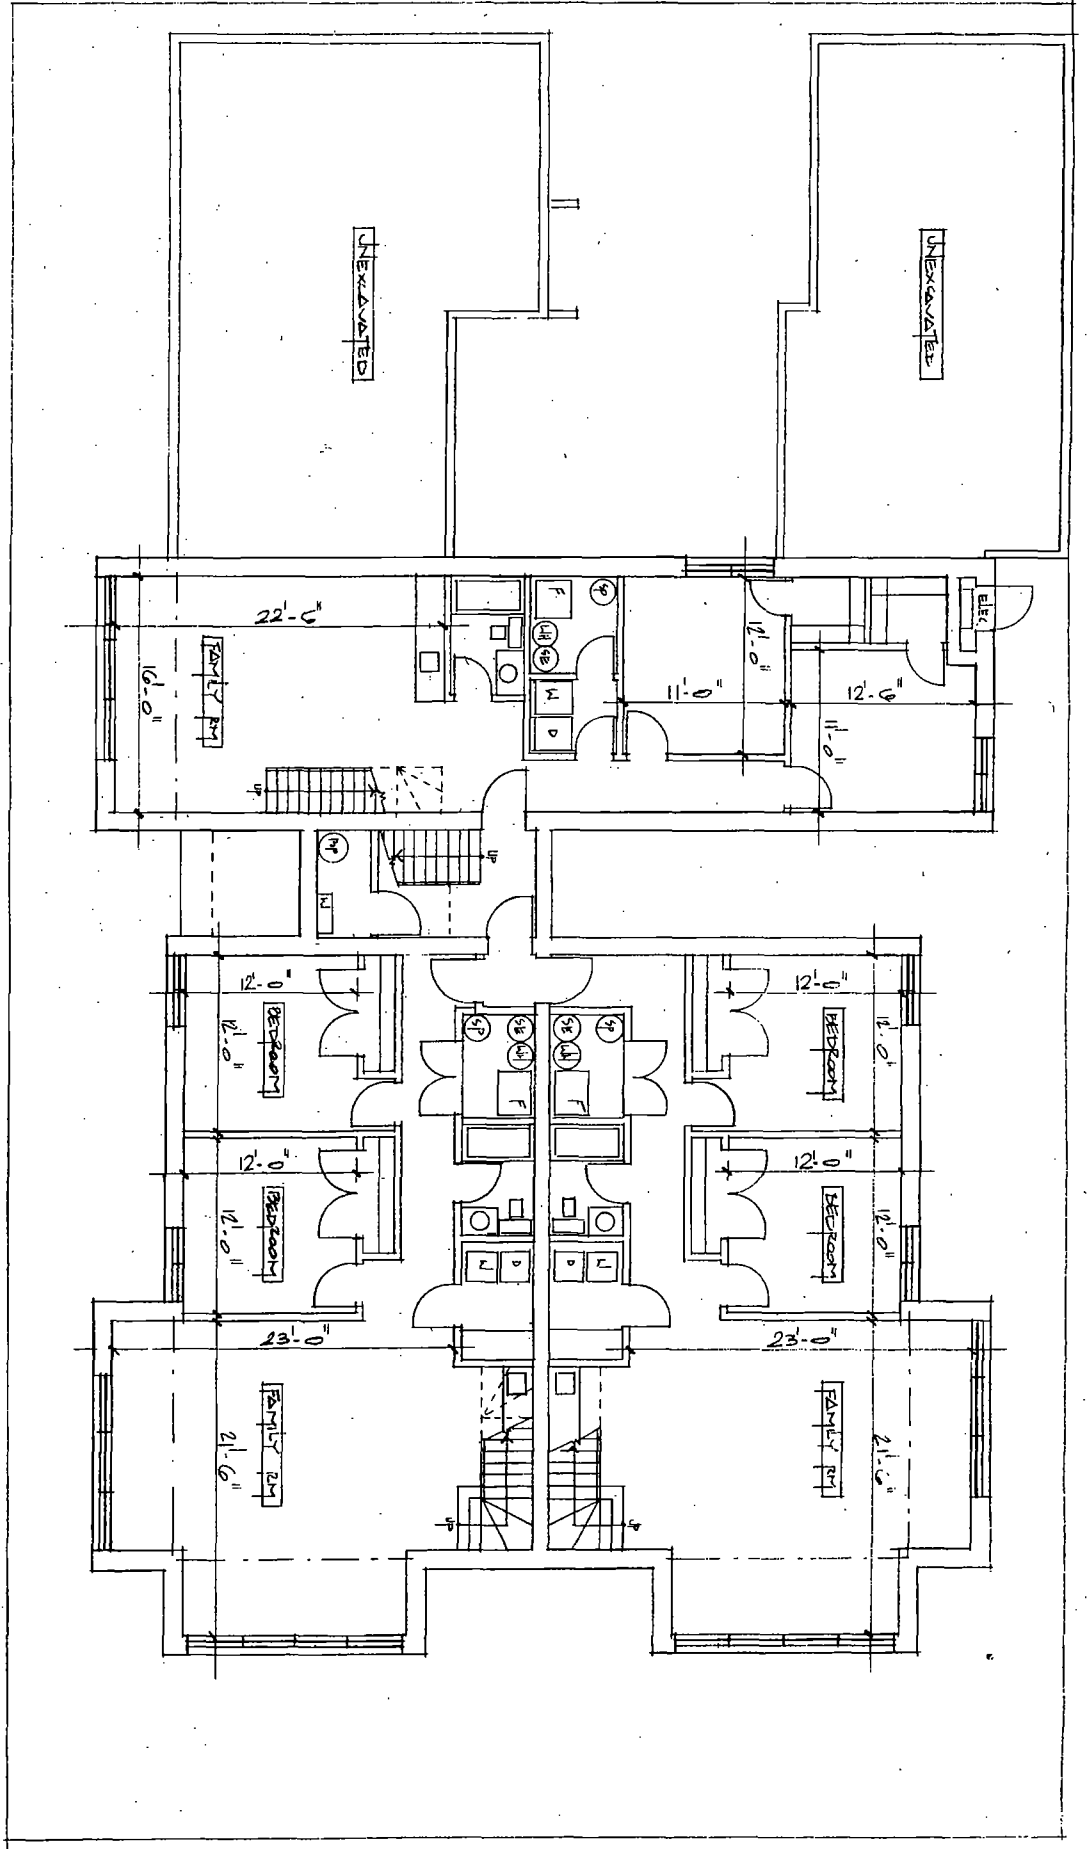 UNEXCAVATED
UNEXCAVATED
ELEC.
22'-6"
FAMILY RM
16'-0"
F
SP
WH
SE
W
D
12'-0"
11'-0"
12'-6"
11'-0"
UP
UP
W
12'-0"
BEDROOM
12'-0"
SP
SE
WH
F
SE
SP
WH
F
12'-0"
BEDROOM
12'-0"
12'-0"
BEDROOM
12'-0"
W
D
D
W
12'-0"
BEDROOM
12'-0"
23'-0"
FAMILY RM
21'-6"
UP
UP
23'-0"
FAMILY RM
21'-6"